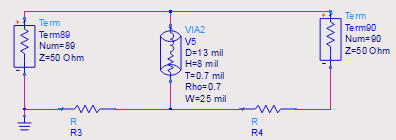 Term
Term89
Num=89
Z=50 Ohm
VIA2
V5
D=13 mil
H=8 mil
T=0.7 mil
Rho=0.7
W=25 mil
Term
Term90
Num=90
Z=50 Ohm
R
R3
R
R4